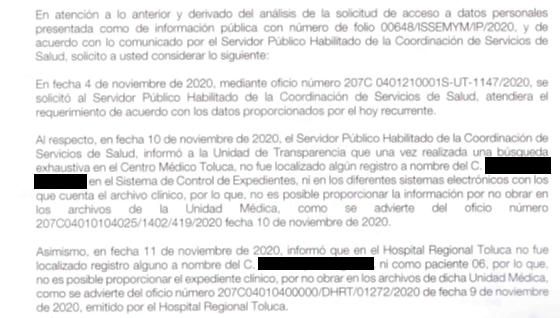 En atención a lo anterior y derivado del análisis de la solicitud de acceso a datos personales
presentada como de información pública con número de folio 00648/ISSEMYM/IP/2020, y de
acuerdo con lo comunicado por el Servidor Público Habilitado de la Coordinación de Servicios de
Salud, solicito a usted considerar lo siguiente:
En fecha 4 de noviembre de 2020, mediante oficio número 207C 0401210001S-UT-1147/2020, se
solicitó al Servidor Público Habilitado de la Coordinación de Servicios de Salud, atendiera el
requerimiento de acuerdo con los datos proporcionados por el hoy recurrente.
Al respecto, en fecha 10 de noviembre de 2020, el Servidor Público Habilitado de la Coordinación de
Servicios de Salud, informó a la Unidad de Transparencia que una vez realizada una búsqueda
exhaustiva en el Centro Médico Toluca, no fue localizado algún registro a nombre del C.
en el Sistema de Control de Expedientes, ni en los diferentes sistemas electrónicos con los
que cuenta el archivo clínico, por lo que, no es posible proporcionar la información por no obrar en
los archivos de la Unidad Médica, como se advierte del oficio número
207C04010104025/1402/419/2020 fecha 10 de noviembre de 2020.
Asimismo, en fecha 11 de noviembre de 2020, informó que en el Hospital Regional Toluca no fue
localizado registro alguno a nombre del C. ni como paciente 06, por lo que,
no es posible proporcionar el expediente clínico, por no obrar en los archivos de dicha Unidad Médica,
como se advierte del oficio número 207C04010400000/DHRT/01272/2020 de fecha 9 de noviembre
de 2020, emitido por el Hospital Regional Toluca.